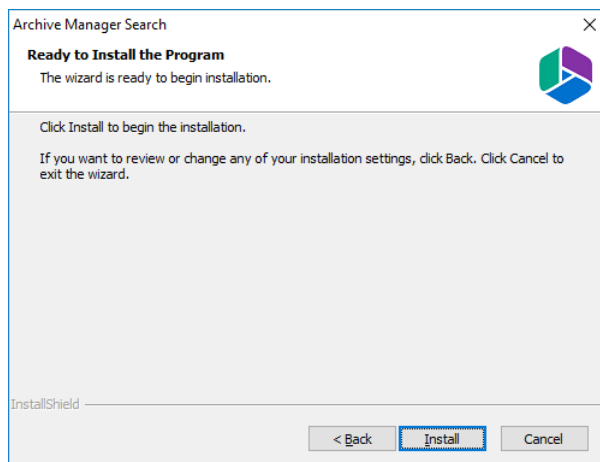 Archive Manager Search
Ready to Install the Program
The wizard is ready to begin installation.
Click Install to begin the installation.
If you want to review or change any of your installation settings, click Back. Click Cancel to
exit the wizard.
InstallShield
< Back
Install
Cancel